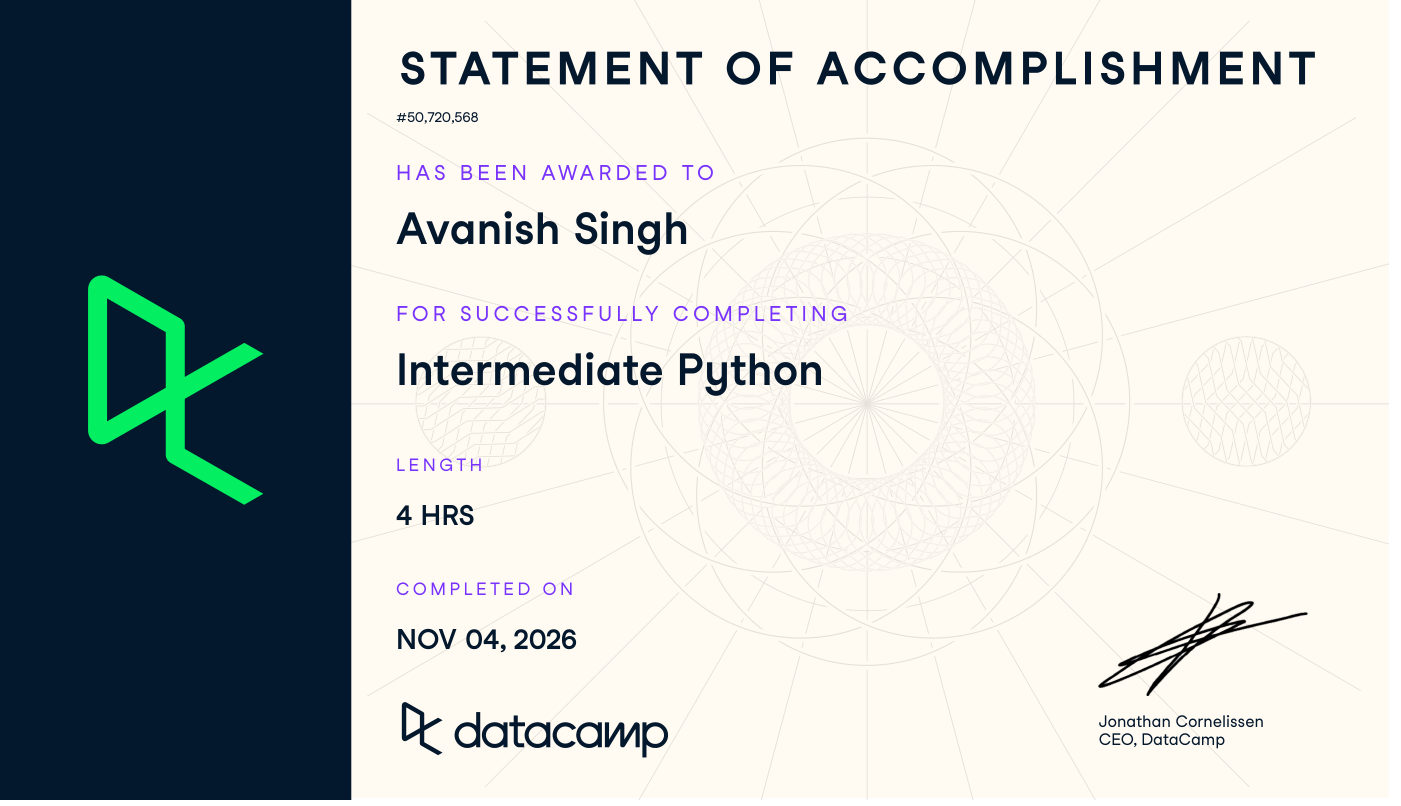 STATEMENT OF ACCOMPLISHMENT
#50,720,568
HAS BEEN AWARDED TO
Avanish Singh
FOR SUCCESSFULLY COMPLETING
Intermediate Python
LENGTH
4 HRS
COMPLETED ON
NOV 04, 2026
datacamp
Jonathan Cornelissen
CEO, DataCamp